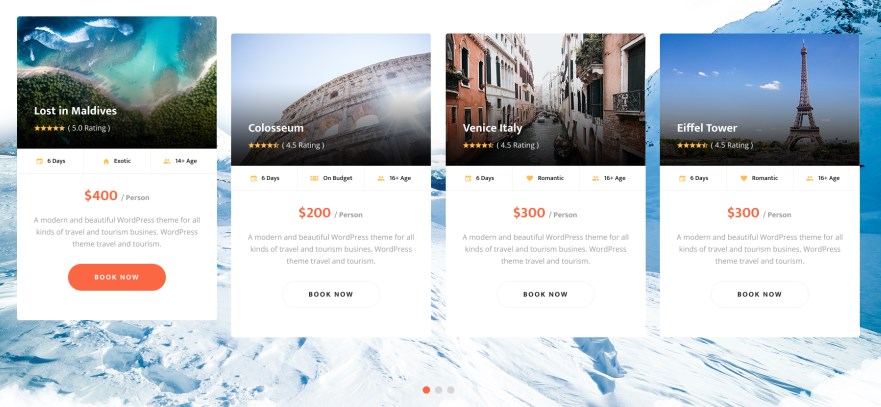 Lost in Maldives
( 5.0 Rating )
6 Days
Exotic
14+ Age
$400 / Person
A modern and beautiful WordPress theme for all
kinds of travel and tourism busines. WordPress
theme travel and tourism.
BOOK NOW
Colosseum
( 4.5 Rating )
6 Days
On Budget
16+ Age
$200 / Person
A modern and beautiful WordPress theme for all
kinds of travel and tourism busines. WordPress
theme travel and tourism.
BOOK NOW
Venice Italy
( 4.5 Rating )
6 Days
Romantic
16+ Age
$300 / Person
A modern and beautiful WordPress theme for all
kinds of travel and tourism busines. WordPress
theme travel and tourism.
BOOK NOW
Eiffel Tower
( 4.5 Rating )
6 Days
Romantic
16+ Age
$300 / Person
A modern and beautiful WordPress theme for all
kinds of travel and tourism busines. WordPress
theme travel and tourism.
BOOK NOW